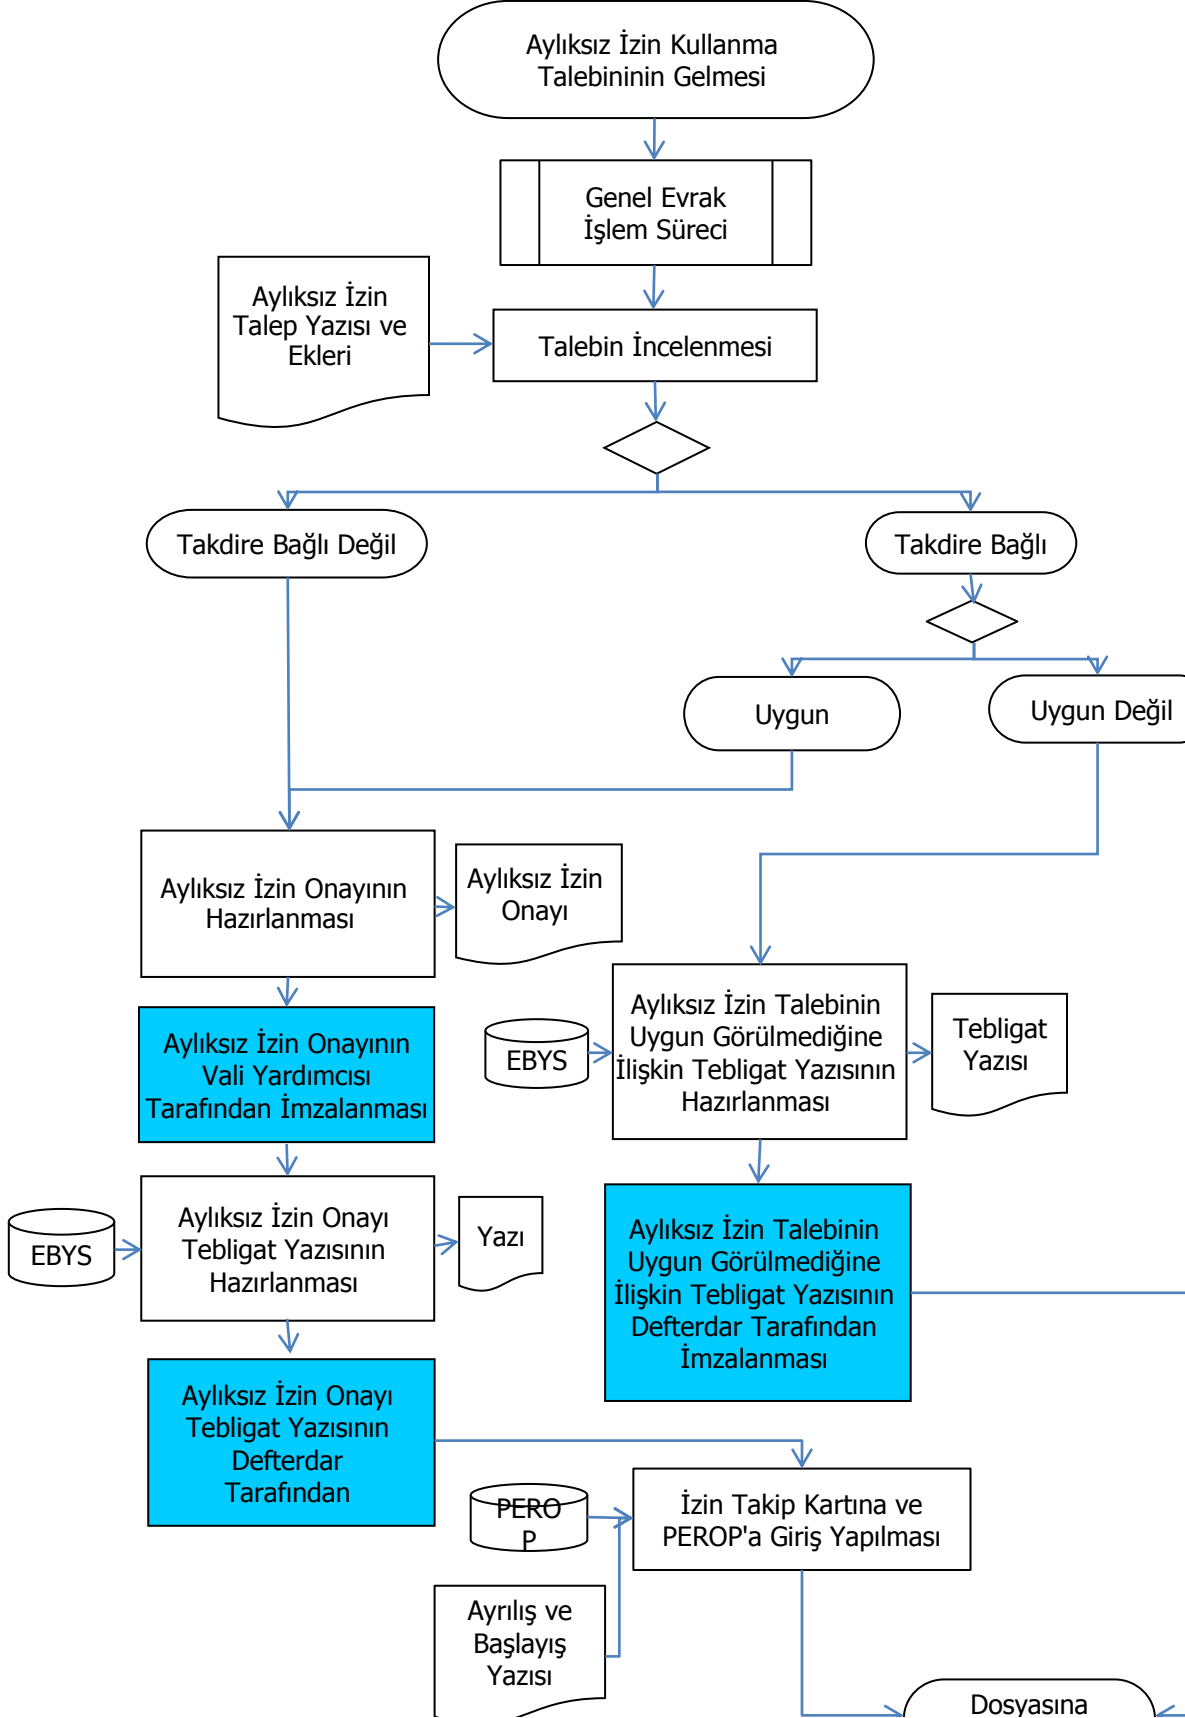 Aylıksız İzin Kullanma
Talebininin Gelmesi
Genel Evrak
İşlem Süreci
Aylıksız İzin
Talep Yazısı ve
Ekleri
Talebin İncelenmesi
Takdire Bağlı Değil
Takdire Bağlı
Uygun
Uygun Değil
Aylıksız İzin Onayının
Hazırlanması
Aylıksız İzin
Onayı
Aylıksız İzin Onayının
Vali Yardımcısı
Tarafından İmzalanması
EBYS
Aylıksız İzin Talebinin
Uygun Görülmediğine
İlişkin Tebligat Yazısının
Hazırlanması
Tebligat
Yazısı
EBYS
Aylıksız İzin Onayı
Tebligat Yazısının
Hazırlanması
Yazı
Aylıksız İzin Talebinin
Uygun Görülmediğine
İlişkin Tebligat Yazısının
Defterdar Tarafından
İmzalanması
Aylıksız İzin Onayı
Tebligat Yazısının
Defterdar
Tarafından
PERO
P
İzin Takip Kartına ve
PEROP'a Giriş Yapılması
Ayrılış ve
Başlayış
Yazısı
Dosyasına